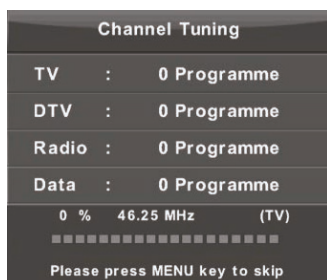 Channel Tuning
TV : 0 Programme
DTV : 0 Programme
Radio : 0 Programme
Data : 0 Programme
0 % 46.25 MHz (TV)
Please press MENU key to skip